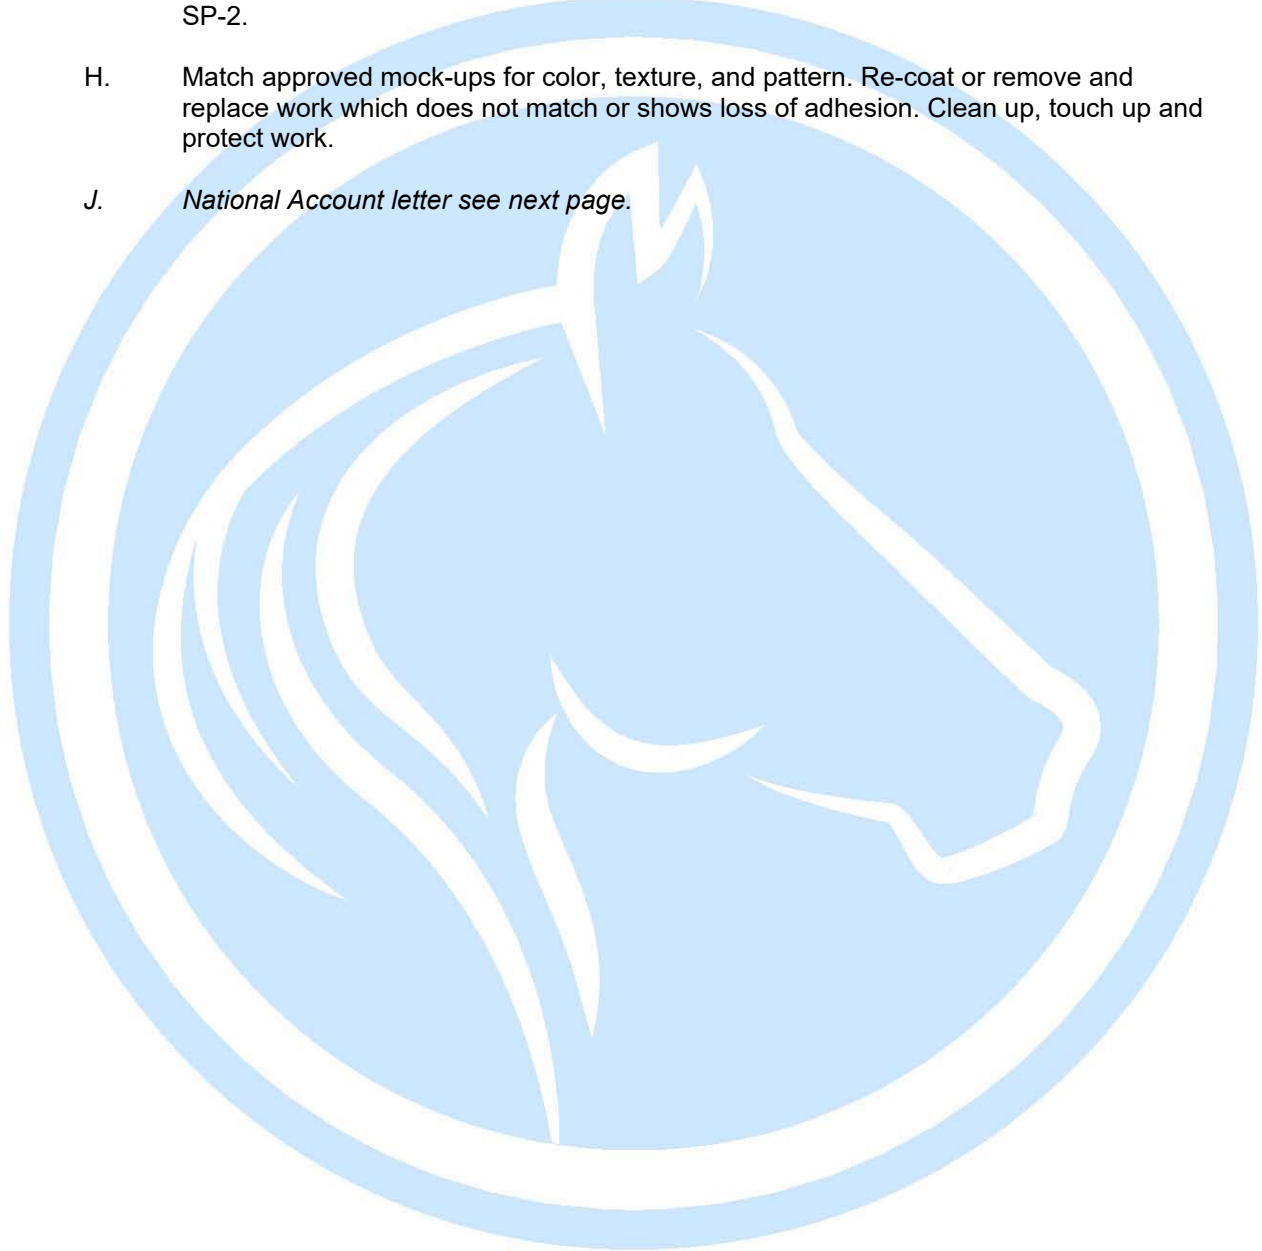 SP-2.
H. Match approved mock-ups for color, texture, and pattern. Re-coat or remove and
replace work which does not match or shows loss of adhesion. Clean up, touch up and
protect work.
J. National Account letter see next page.